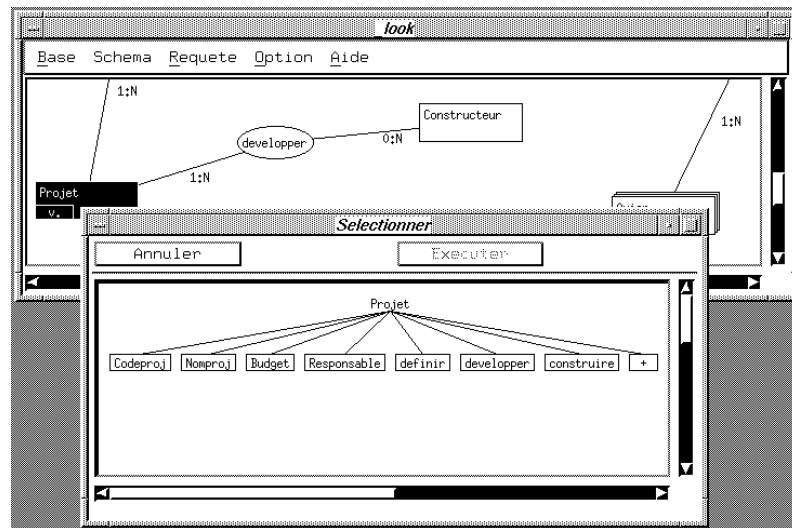 _look
Base Schema Requete Option Aide
1:N
Constructeur
developper
0:N
1:N
1:N
Projet
v.
Selectionner
Annuler Executer
Projet
Codeproj Nomproj Budget Responsable definir developper construire +